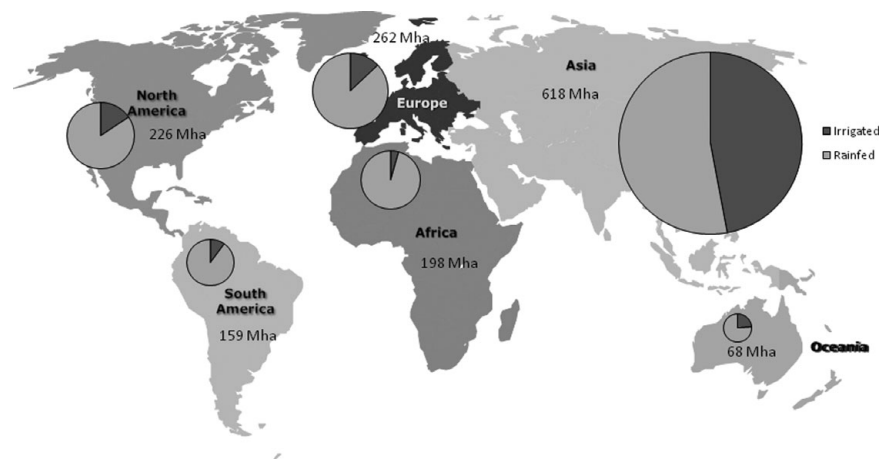 262 Mha
Asia
North
America
Europe
618 Mha
226 Mha
Irrigated
Rainfed
Africa
198 Mha
South
America
159 Mha
Oceania
68 Mha